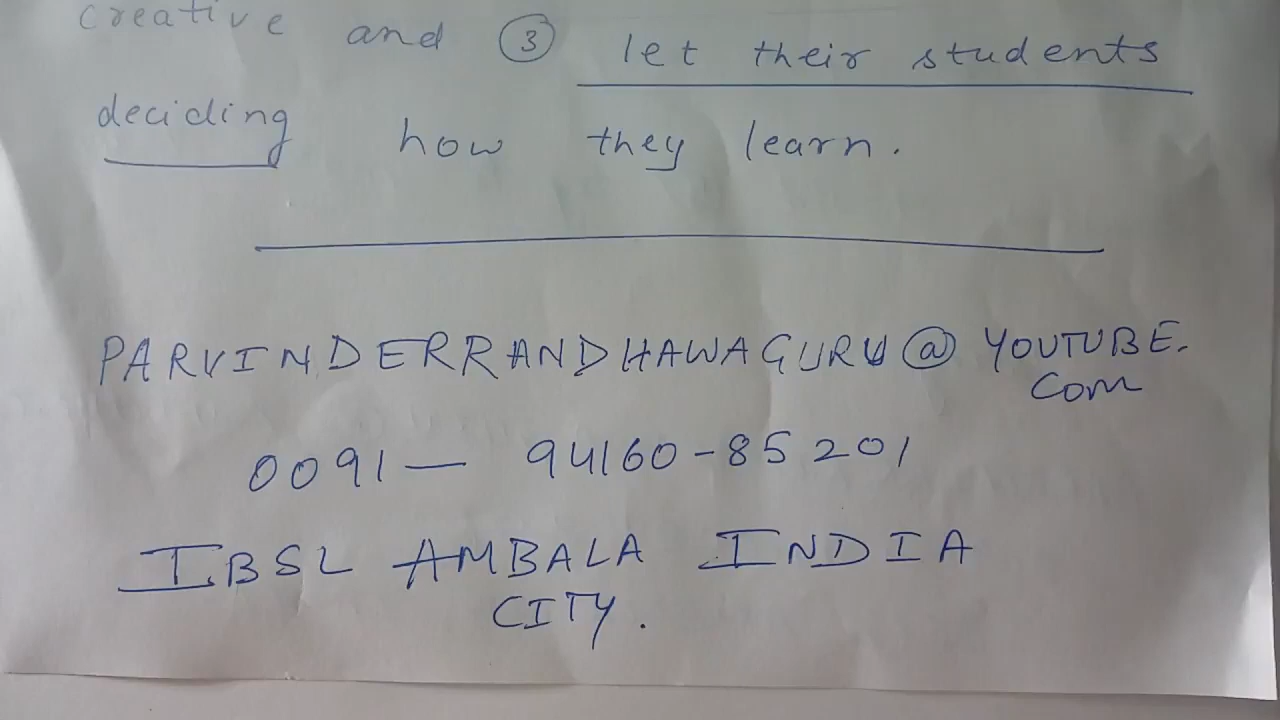 creative and ③ let their students
deciding how they learn.
PARVINDERRANDHAWAGURU@YOUTUBE.
Com
0091— 94160-85201
IBSL AMBALA INDIA
CITY.